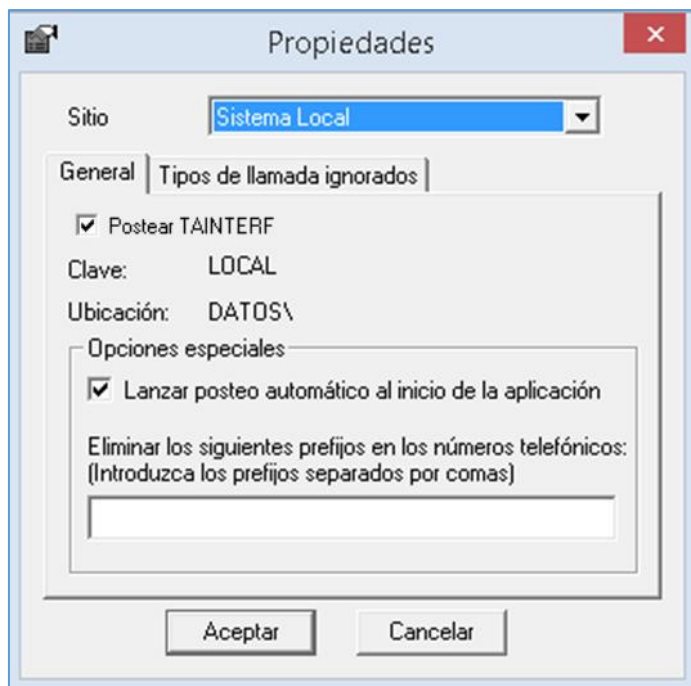 Propiedades
Sitio Sistema Local
General Tipos de llamada ignorados
Postear TAINTERF
Clave: LOCAL
Ubicación: DATOS\
Opciones especiales
Lanzar posteo automático al inicio de la aplicación
Eliminar los siguientes prefijos en los números telefónicos:
(Introduzca los prefijos separados por comas)
Aceptar Cancelar